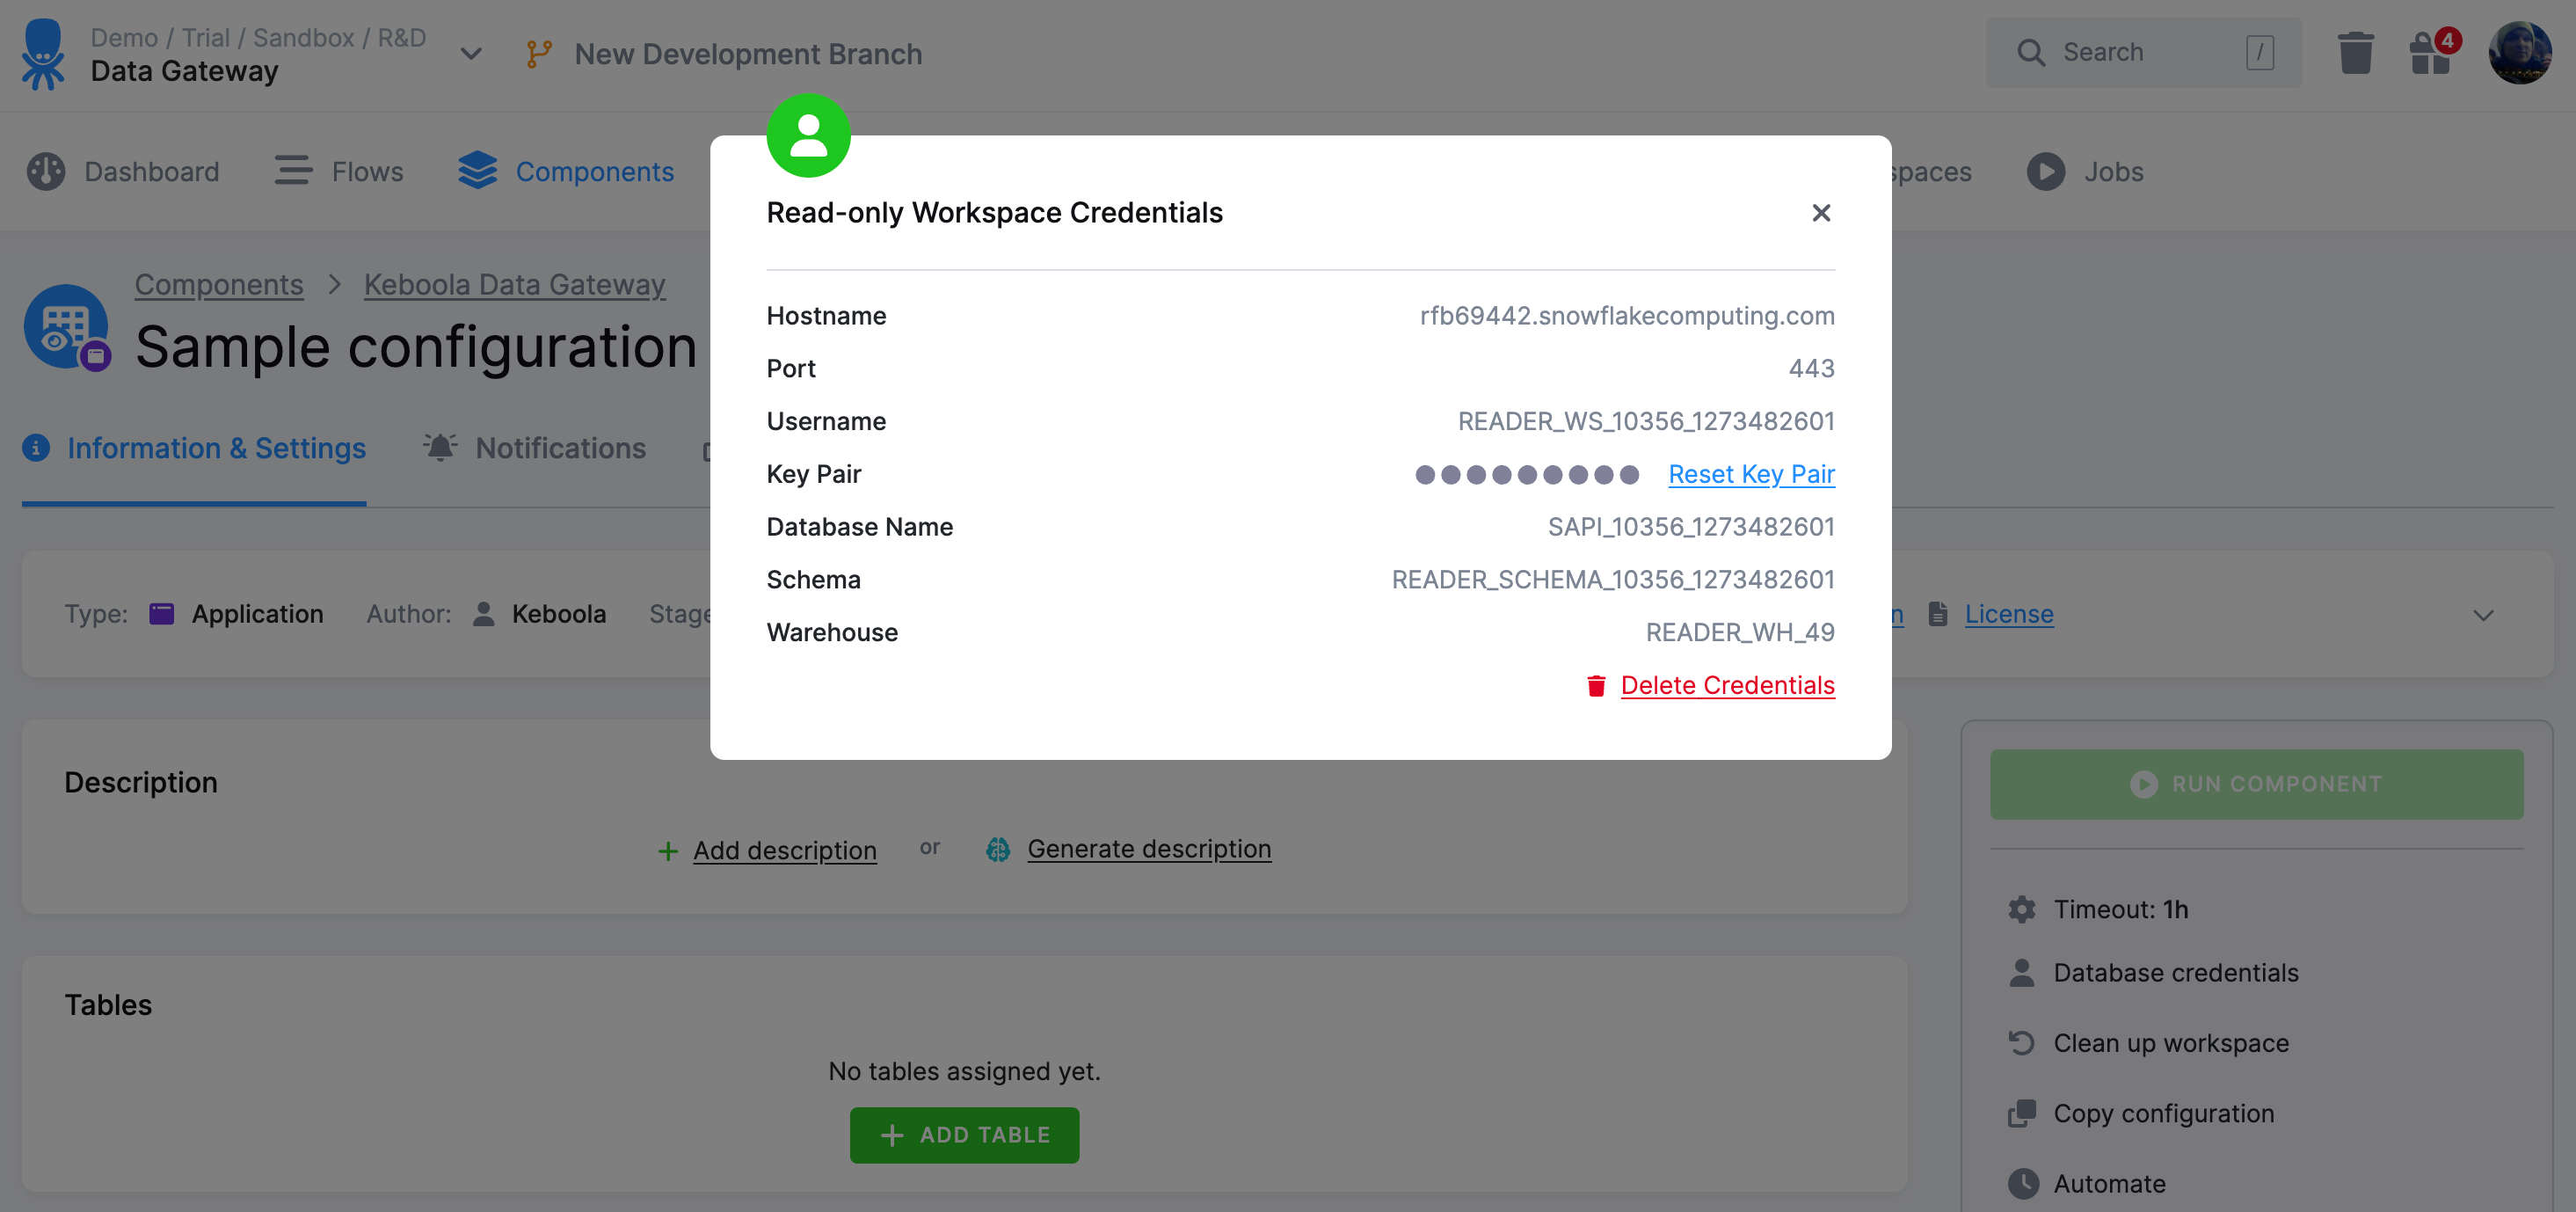 Demo / Trial / Sandbox / R&D
Data Gateway
New Development Branch
Search /
4
Dashboard
Flows
Components
Jobs
Components > Keboola Data Gateway
Sample configuration
Information & Settings
Notifications
Read-only Workspace Credentials
Hostname rfb69442.snowflakecomputing.com
Port 443
Username READER_WS_10356_1273482601
Key Pair ●●●●●●●●● Reset Key Pair
Database Name SAPI_10356_1273482601
Schema READER_SCHEMA_10356_1273482601
Warehouse READER_WH_49
Delete Credentials
Type: Application Author: Keboola
License
Description
Add description or Generate description
Tables
No tables assigned yet.
+ ADD TABLE
RUN COMPONENT
Timeout: 1h
Database credentials
Clean up workspace
Copy configuration
Automate